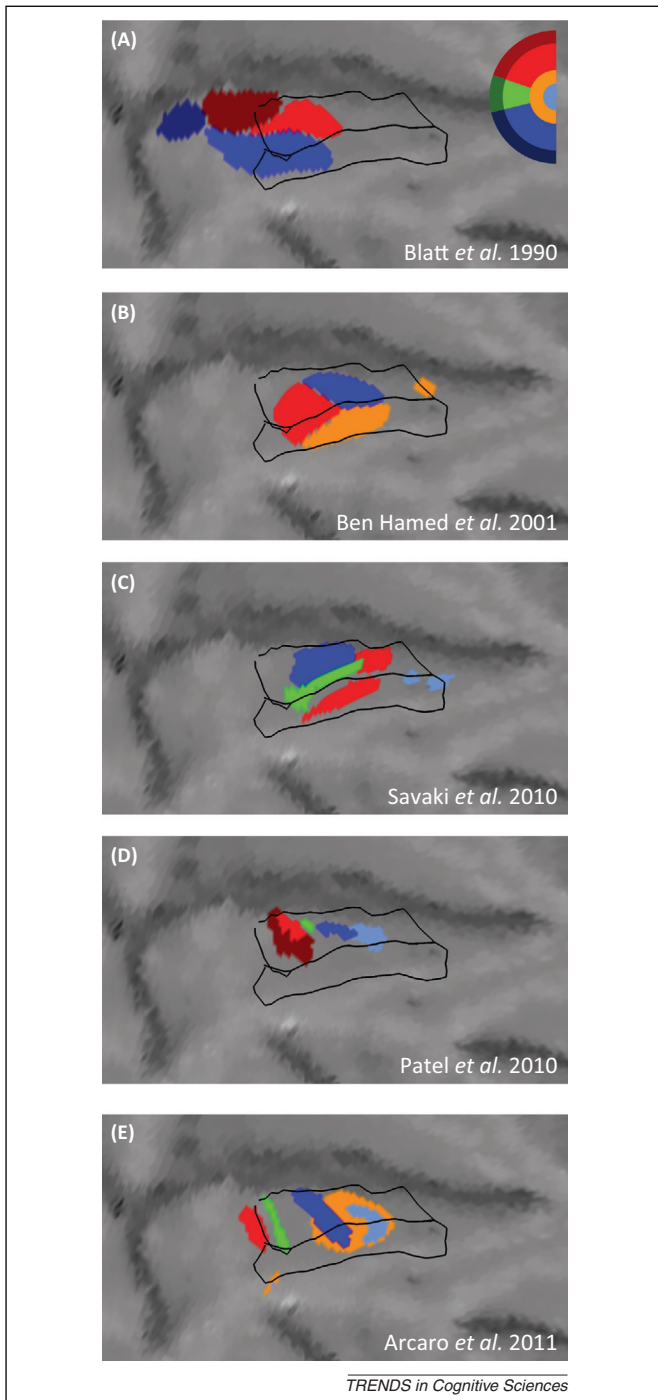 (A)
Blatt et al. 1990
(B)
Ben Hamed et al. 2001
(C)
Savaki et al. 2010
(D)
Patel et al. 2010
(E)
Arcaro et al. 2011
TRENDS in Cognitive Sciences